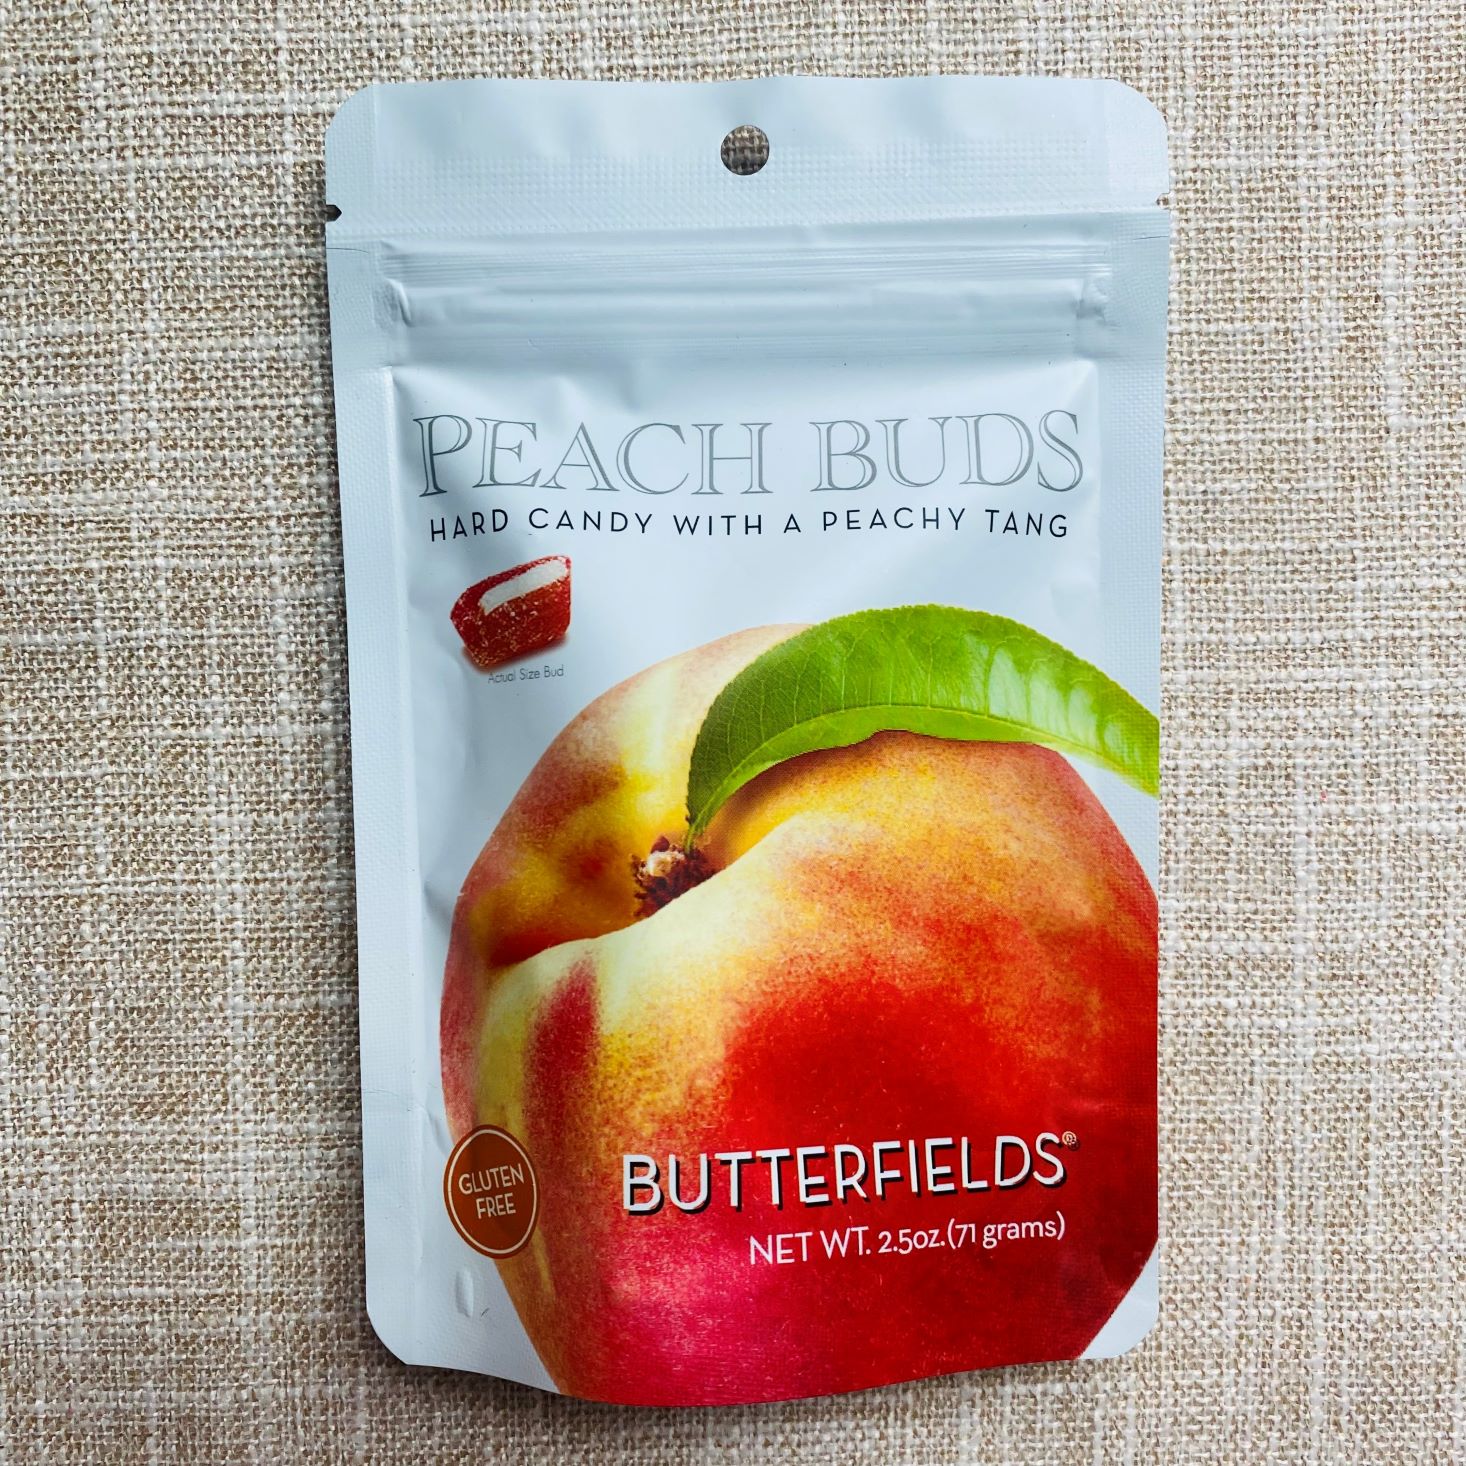 PEACH BUDS
HARD CANDY WITH A PEACHY TANG
Actual Size Bud
GLUTEN
FREE
BUTTERFIELDS®
NET WT. 2.5oz.(71 grams)